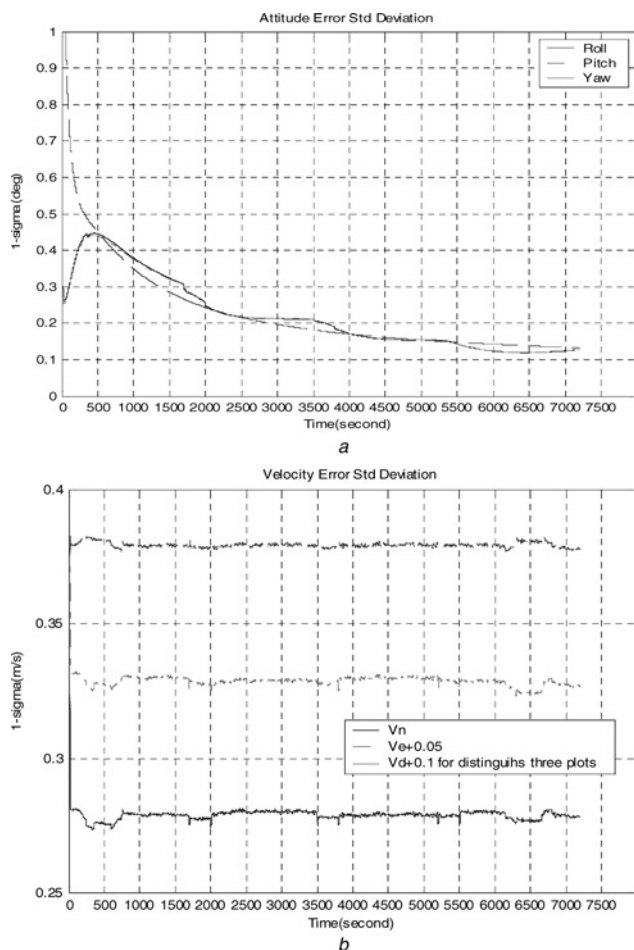 Attitude Error Std Deviation
1
0.9
0.8
0.7
0.6
0.5
0.4
0.3
0.2
0.1
0
1-sigma(deg)
Roll
Pitch
Yaw
0 500 1000 1500 2000 2500 3000 3500 4000 4500 5000 5500 6000 6500 7000 7500
Time(second)
a
Velocity Error Std Deviation
0.4
0.35
0.3
0.25
1-sigma(m/s)
Vn
Ve+0.05
Vd+0.1 for distinguihs three plots
0 500 1000 1500 2000 2500 3000 3500 4000 4500 5000 5500 6000 6500 7000 7500
Time(second)
b